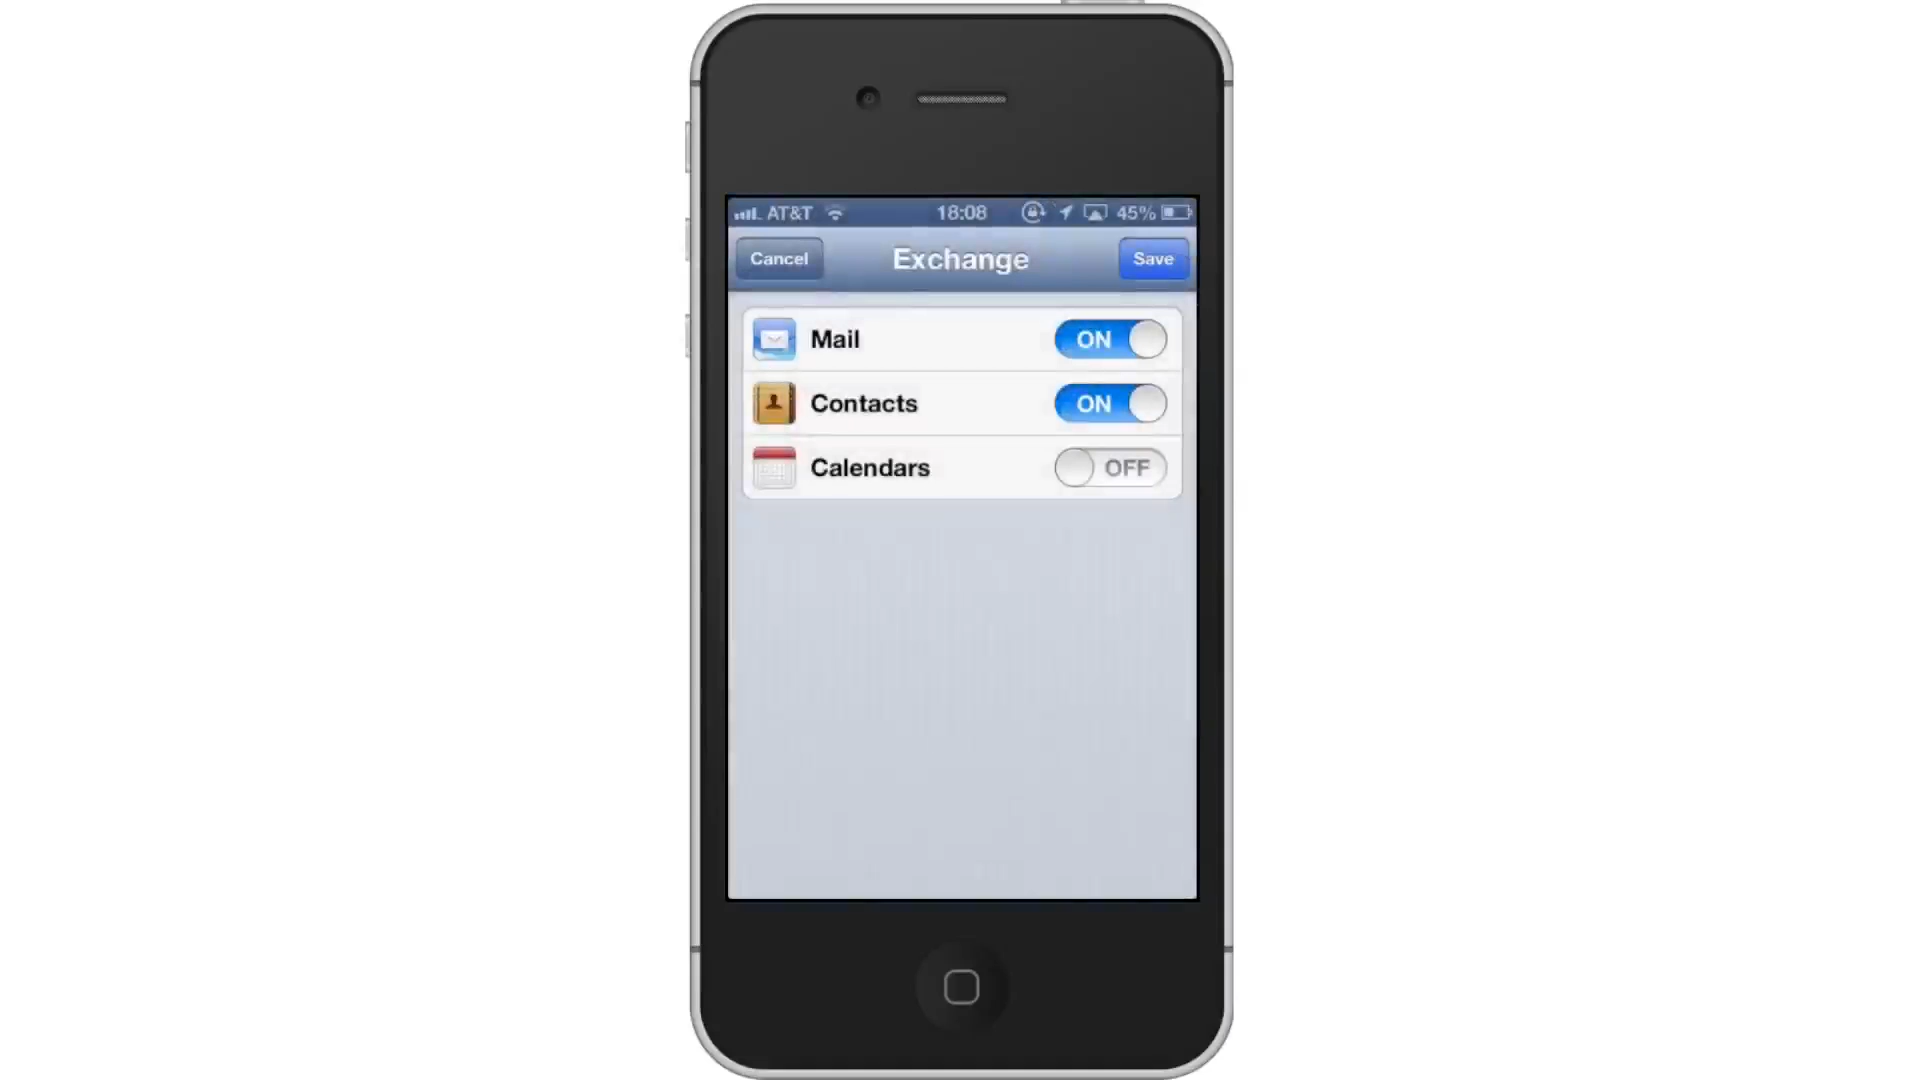 AT&T 18:08 45%
Cancel Exchange Save
Mail ON
Contacts ON
Calendars OFF